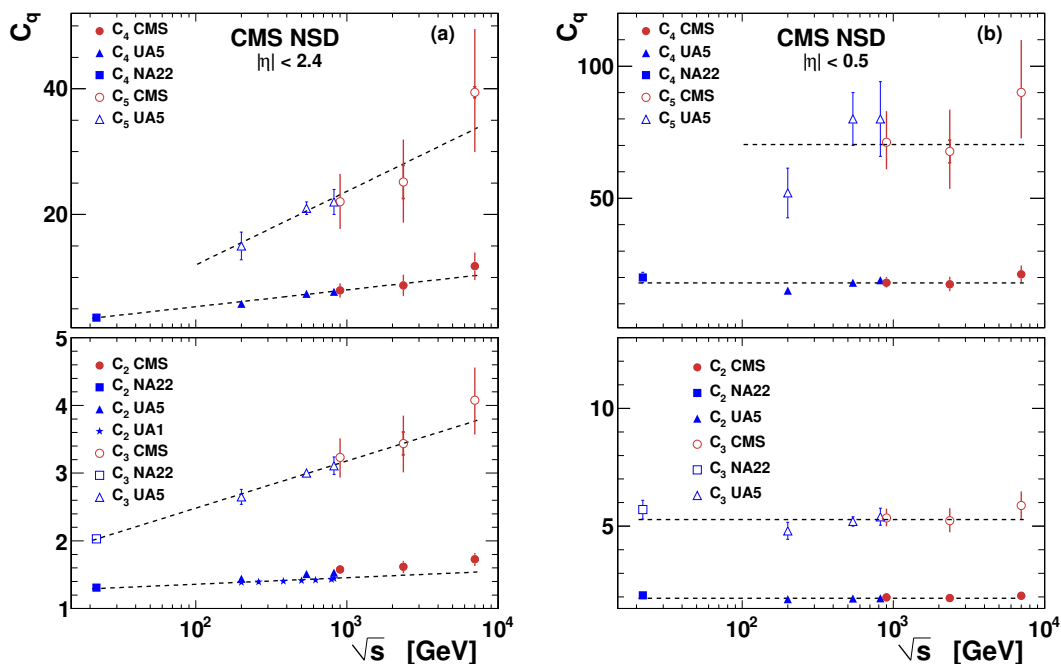 C_q
CMS NSD
|η| < 2.4
(a)
C_4 CMS
C_4 UA5
C_4 NA22
C_5 CMS
C_5 UA5
40
20
5
4
3
2
1
C_2 CMS
C_2 NA22
C_2 UA5
C_2 UA1
C_3 CMS
C_3 NA22
C_3 UA5
10^2
10^3
10^4
√s [GeV]
C_q
C_4 CMS
C_4 UA5
C_4 NA22
C_5 CMS
C_5 UA5
CMS NSD
|η| < 0.5
(b)
100
50
10
5
C_2 CMS
C_2 NA22
C_2 UA5
C_3 CMS
C_3 NA22
C_3 UA5
10^2
10^3
10^4
√s [GeV]